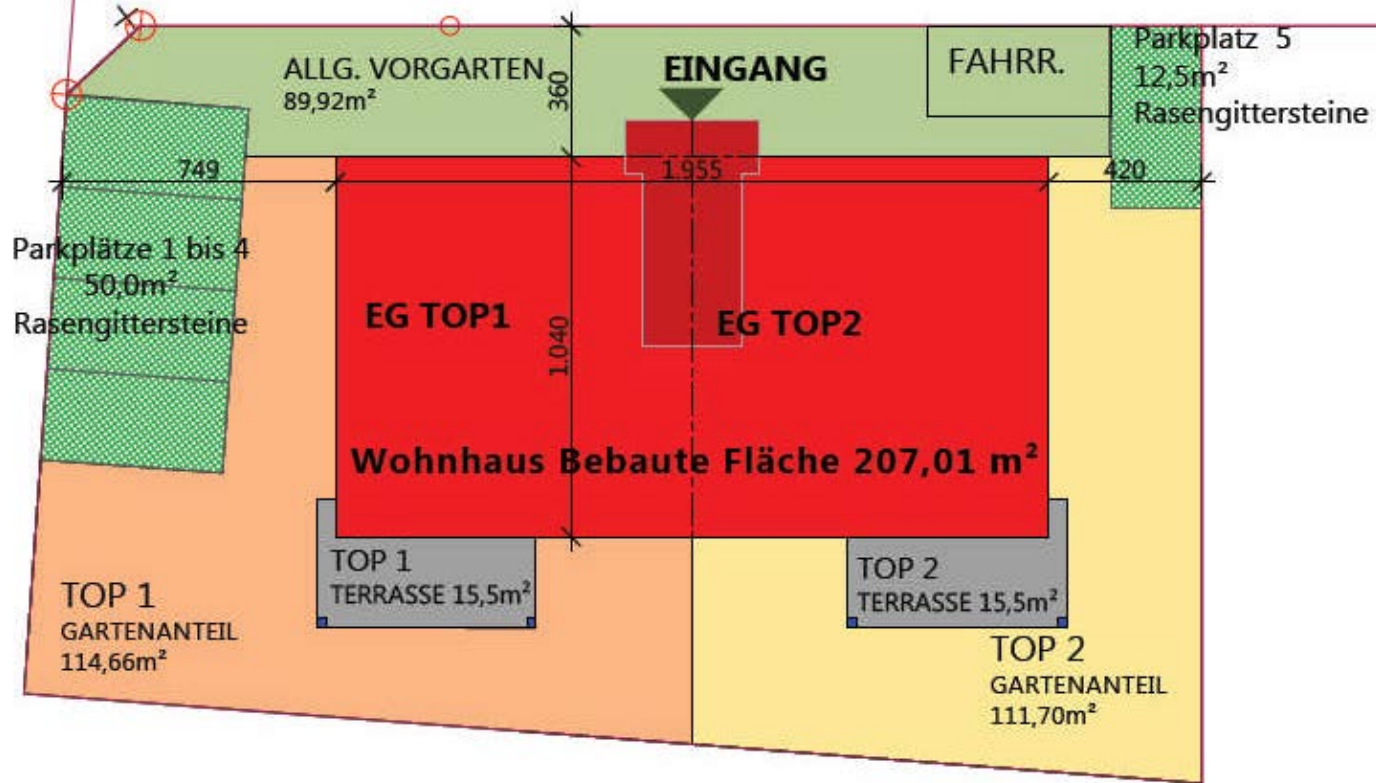 ALLG. VORGARTEN
89,92m²
360
EINGANG
FAHRR.
Parkplatz 5
12,5m²
Rasengittersteine
749
1.955
420
Parkplätze 1 bis 4
50,0m²
Rasengittersteine
EG TOP1
1.040
EG TOP2
Wohnhaus Bebaute Fläche 207,01 m²
TOP 1
TERRASSE 15,5m²
TOP 2
TERRASSE 15,5m²
TOP 1
GARTENANTEIL
114,66m²
TOP 2
GARTENANTEIL
111,70m²